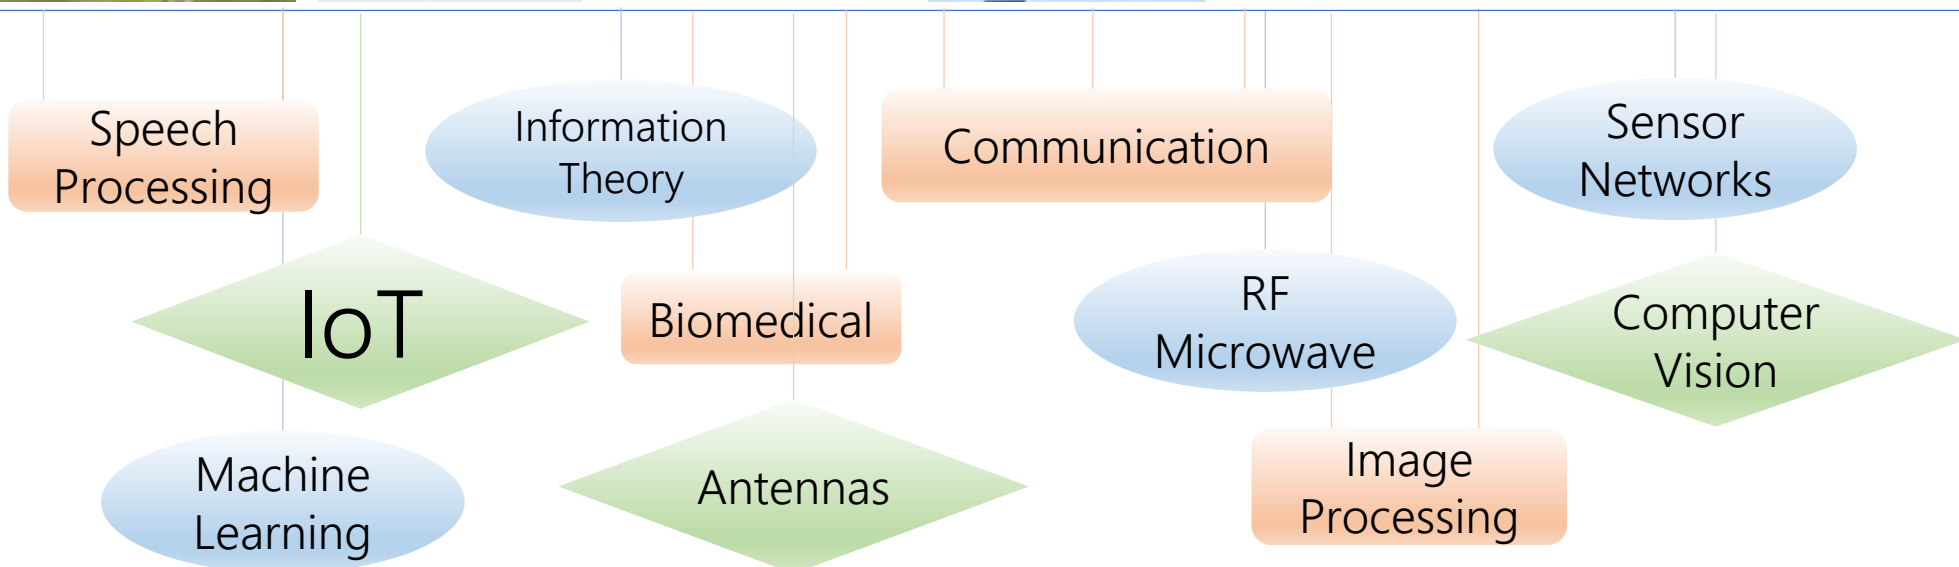 Speech
Processing
Information
Theory
Communication
Sensor
Networks
IoT
Biomedical
RF
Microwave
Computer
Vision
Machine
Learning
Antennas
Image
Processing